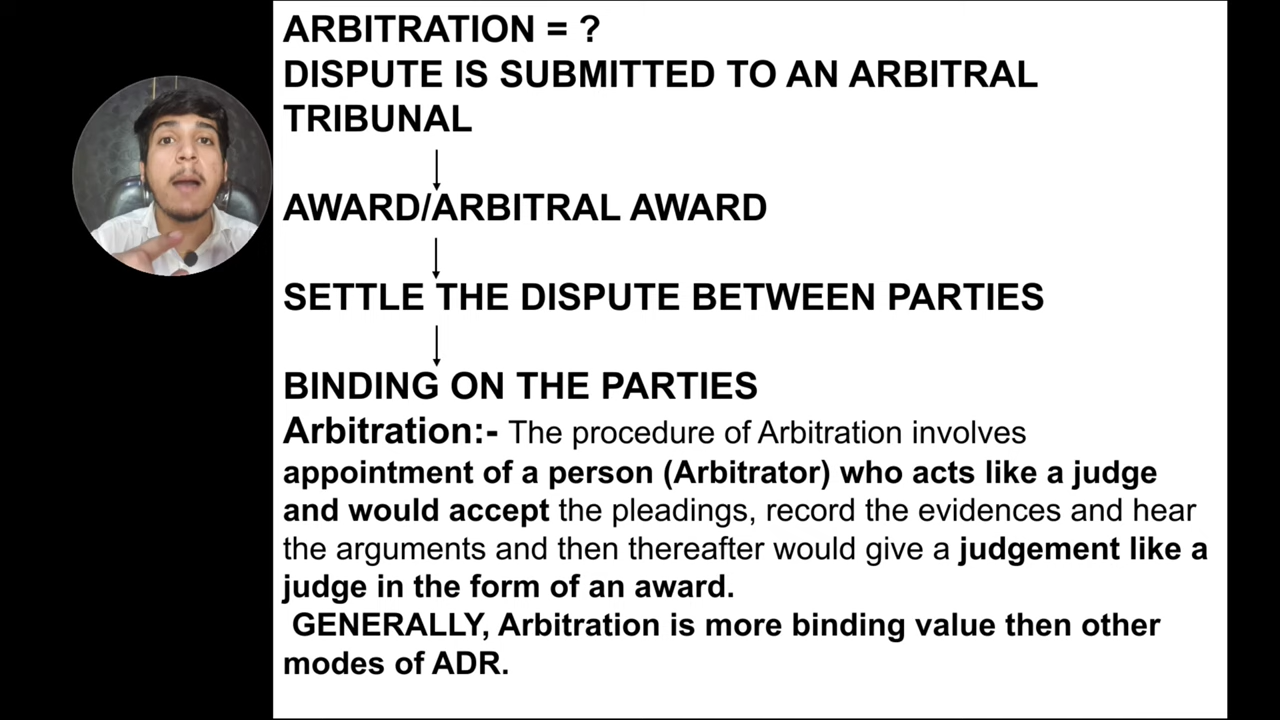 ARBITRATION = ?
DISPUTE IS SUBMITTED TO AN ARBITRAL
TRIBUNAL
AWARD/ARBITRAL AWARD
SETTLE THE DISPUTE BETWEEN PARTIES
BINDING ON THE PARTIES
Arbitration:- The procedure of Arbitration involves
appointment of a person (Arbitrator) who acts like a judge
and would accept the pleadings, record the evidences and hear
the arguments and then thereafter would give a judgement like a
judge in the form of an award.
GENERALLY, Arbitration is more binding value then other
modes of ADR.